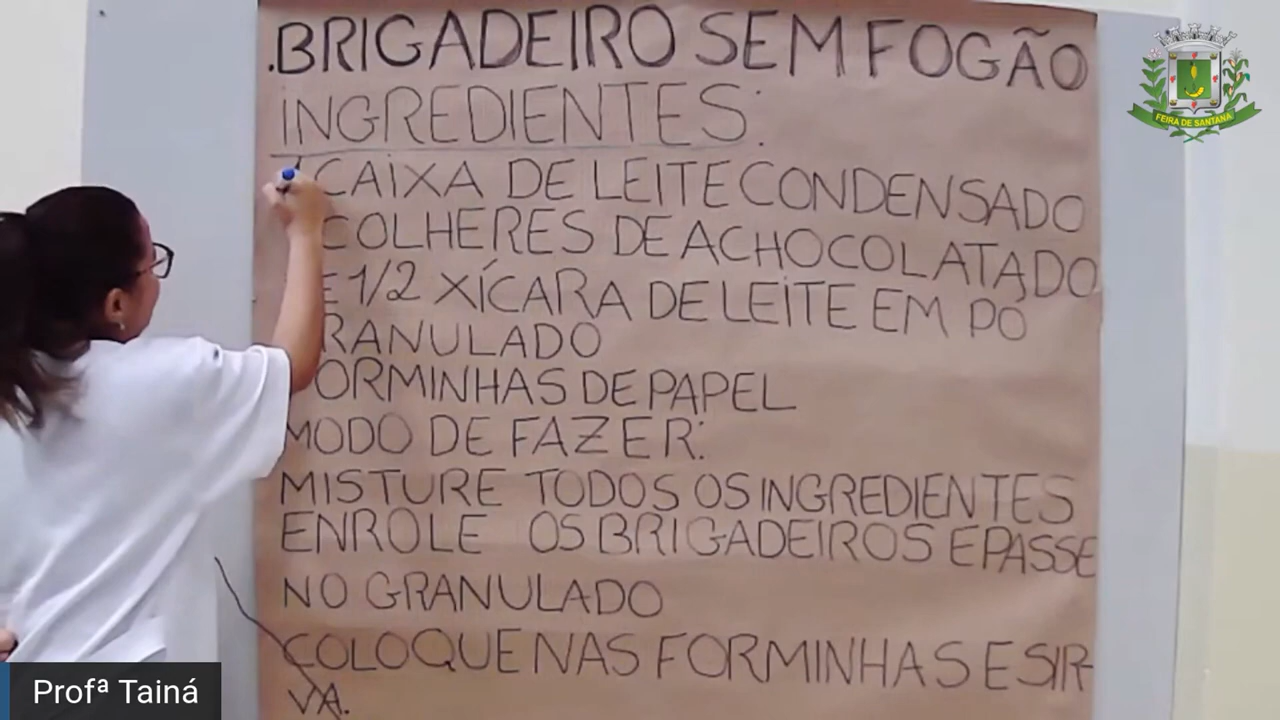 .BRIGADEIRO SEM FOGÃO
INGREDIENTES:
CAIXA DE LEITE CONDENSADO
COLHERES DE ACHOCOLATADO
E 1/2 XÍCARA DE LEITE EM PÓ
RANULADO
ORMINHAS DE PAPEL
MODO DE FAZER:
MISTURE TODOS OS INGREDIENTES
ENROLE OS BRIGADEIROS E PASSE
NO GRANULADO
COLOQUE NAS FORMINHAS E SIR-
VA.
FEIRA DE SANTANA
Profª Tainá